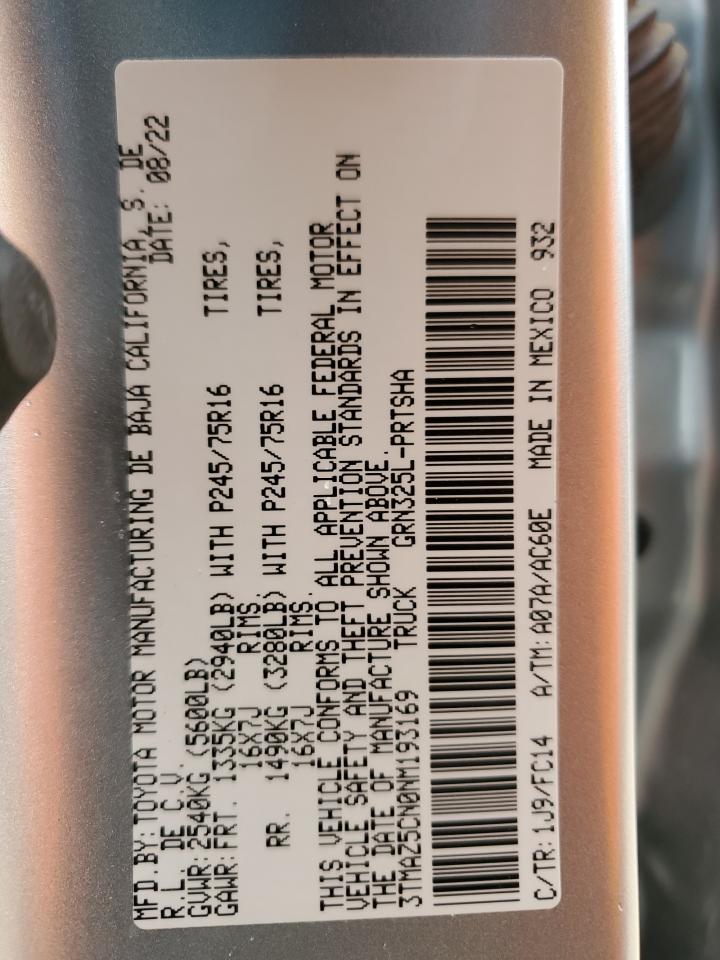 MFD.BY: TOYOTA MOTOR MANUFACTURING DE BAJA CALIFORNIA, S. DE
R.L. DE C.V. DATE: 08/22
GVWR: 2540KG (5600LB)
GAWR: FRT. 1335KG (2940LB) WITH P245/75R16 TIRES,
16X7J RIMS.
RR. 1490KG (3280LB) WITH P245/75R16 TIRES,
16X7J RIMS.
THIS VEHICLE CONFORMS TO ALL APPLICABLE FEDERAL MOTOR
VEHICLE SAFETY AND THEFT PREVENTION STANDARDS IN EFFECT ON
THE DATE OF MANUFACTURE SHOWN ABOVE.
3TMAZ5CN0NM193169 TRUCK GRN325L-PRTSHA
C/TR: 1J9/FC14 A/TM: A07A/AC60E MADE IN MEXICO 932